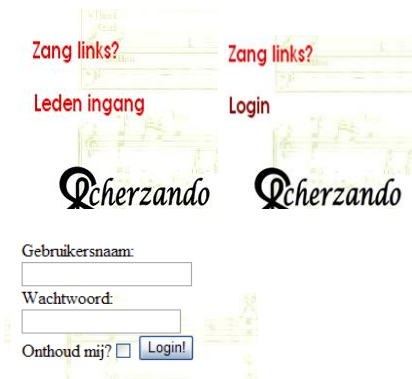 Zang links?
Leden ingang
Scherzando
Zang links?
Login
Scherzando
Gebruikersnaam:
Wachtwoord:
Onthoud mij? Login!